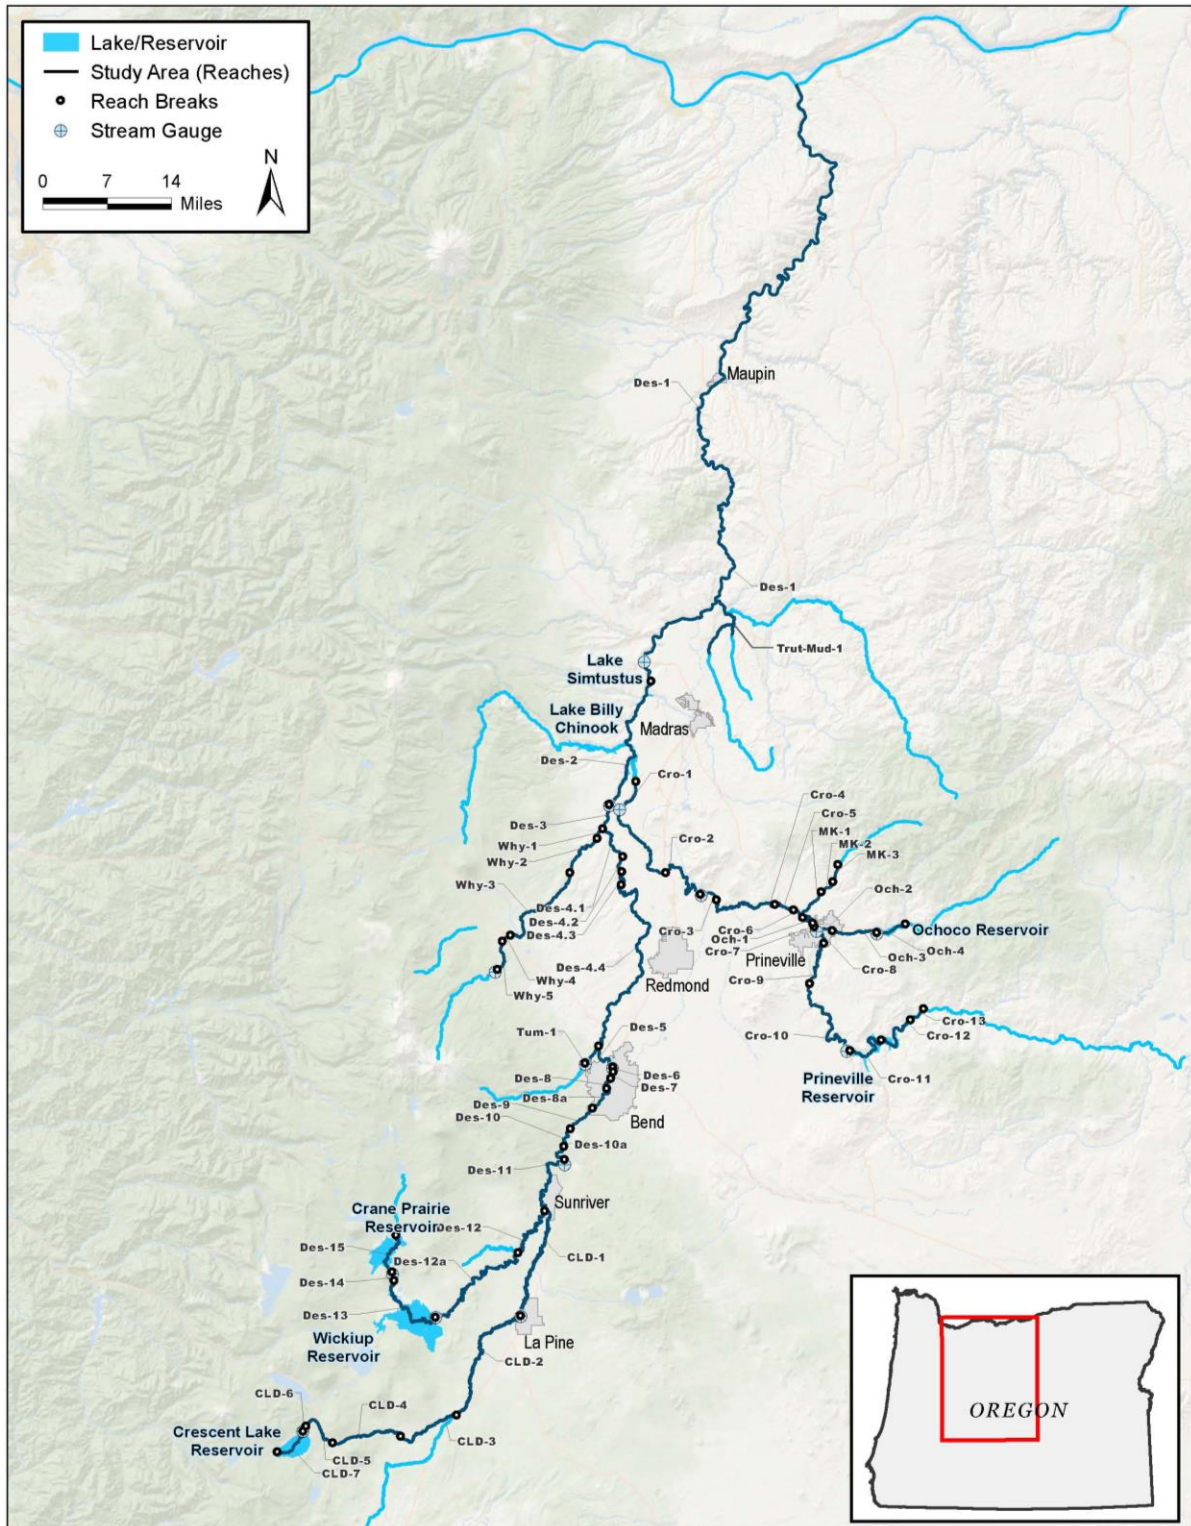 Lake/Reservoir
Study Area (Reaches)
Reach Breaks
Stream Gauge
N
0 7 14
Miles
Maupin
Des-1
Des-1
Trut-Mud-1
Lake
Simtustus
Lake Billy
Chinook
Madras
Des-2
Cro-1
Cro-4
Des-3
Cro-5
MK-1
Why-1
Cro-2
MK-2
Why-2
MK-3
Why-3
Och-2
Des-4.1
Des-4.2
Cro-6
Ochoco Reservoir
Des-4.3
Cro-3
Och-1
Cro-7
Prineville
Och-4
Och-3
Cro-8
Des-4.4
Why-4
Redmond
Cro-9
Why-5
Cro-13
Des-5
Tum-1
Cro-10
Cro-12
Des-6
Des-8
Des-7
Cro-11
Prineville
Reservoir
Des-8a
Des-9
Bend
Des-10
Des-10a
Des-11
Sunriver
Crane Prairie
Reservoir
Des-12
Des-15
Des-12a
CLD-1
Des-14
Des-13
Wickiup
Reservoir
La Pine
CLD-2
CLD-6
CLD-4
Crescent Lake
Reservoir
CLD-3
CLD-5
CLD-7
OREGON